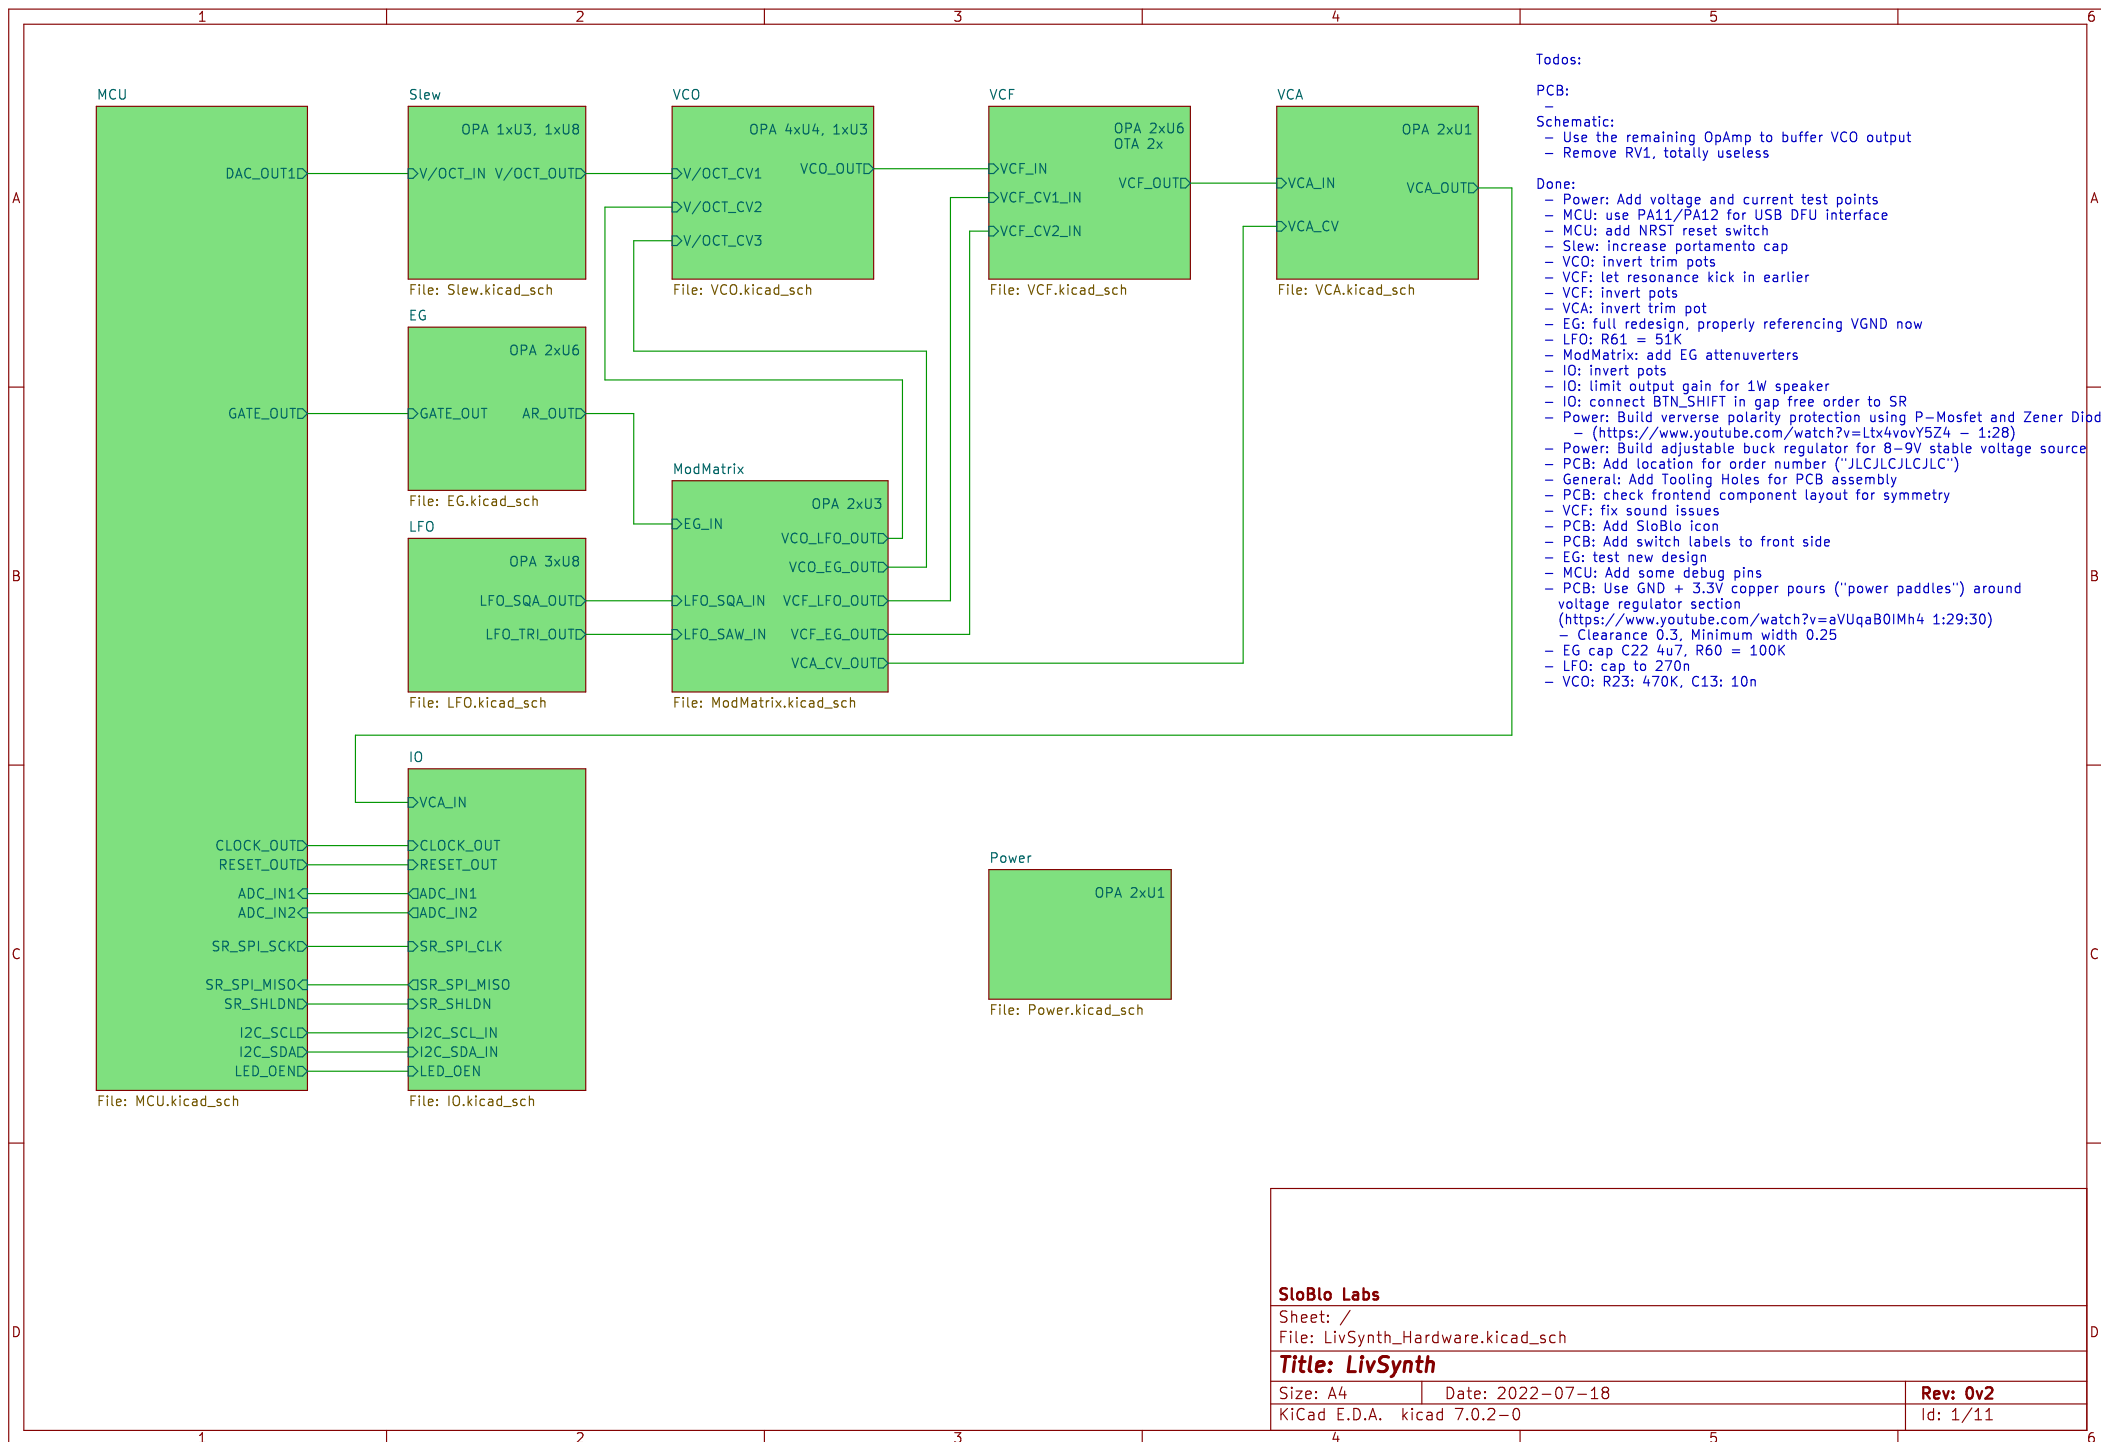 1 2 3 4 5 6
A
B
C
D
A
B
C
D
MCU
DAC_OUT1
GATE_OUT
CLOCK_OUT
RESET_OUT
ADC_IN1
ADC_IN2
SR_SPI_SCK
SR_SPI_MISO
SR_SHLDN
I2C_SCL
I2C_SDA
LED_OEN
File: MCU.kicad_sch
Slew
OPA 1xU3, 1xU8
V/OCT_IN V/OCT_OUT
File: Slew.kicad_sch
VCO
OPA 4xU4, 1xU3
VCO_OUT
V/OCT_CV1
V/OCT_CV2
V/OCT_CV3
File: VCO.kicad_sch
VCF
OPA 2xU6
OTA 2x
VCF_IN
VCF_OUT
VCF_CV1_IN
VCF_CV2_IN
File: VCF.kicad_sch
VCA
OPA 2xU1
VCA_IN
VCA_OUT
VCA_CV
File: VCA.kicad_sch
EG
OPA 2xU6
GATE_OUT AR_OUT
File: EG.kicad_sch
LFO
OPA 3xU8
LFO_SQA_OUT
LFO_TRI_OUT
File: LFO.kicad_sch
ModMatrix
OPA 2xU3
EG_IN
VCO_LFO_OUT
VCO_EG_OUT
LFO_SQA_IN VCF_LFO_OUT
LFO_SAW_IN VCF_EG_OUT
VCA_CV_OUT
File: ModMatrix.kicad_sch
IO
VCA_IN
CLOCK_OUT
RESET_OUT
ADC_IN1
ADC_IN2
SR_SPI_CLK
SR_SPI_MISO
SR_SHLDN
I2C_SCL_IN
I2C_SDA_IN
LED_OEN
File: IO.kicad_sch
Power
OPA 2xU1
File: Power.kicad_sch
Todos:
PCB:
-
Schematic:
- Use the remaining OpAmp to buffer VCO output
- Remove RV1, totally useless
Done:
- Power: Add voltage and current test points
- MCU: use PA11/PA12 for USB DFU interface
- MCU: add NRST reset switch
- Slew: increase portamento cap
- VCO: invert trim pots
- VCF: let resonance kick in earlier
- VCF: invert pots
- VCA: invert trim pot
- EG: full redesign, properly referencing VGND now
- LFO: R61 = 51K
- ModMatrix: add EG attenuverters
- IO: invert pots
- IO: limit output gain for 1W speaker
- IO: connect BTN_SHIFT in gap free order to SR
- Power: Build ververse polarity protection using P-Mosfet and Zener Diod
- (https://www.youtube.com/watch?v=Ltx4vovY5Z4 - 1:28)
- Power: Build adjustable buck regulator for 8-9V stable voltage source
- PCB: Add location for order number ("JLCJLCJLCJLC")
- General: Add Tooling Holes for PCB assembly
- PCB: check frontend component layout for symmetry
- VCF: fix sound issues
- PCB: Add SloBlo icon
- PCB: Add switch labels to front side
- EG: test new design
- MCU: Add some debug pins
- PCB: Use GND + 3.3V copper pours ("power paddles") around
voltage regulator section
(https://www.youtube.com/watch?v=aVUqaB0IMh4 1:29:30)
- Clearance 0.3, Minimum width 0.25
- EG cap C22 4u7, R60 = 100K
- LFO: cap to 270n
- VCO: R23: 470K, C13: 10n
SloBlo Labs
Sheet: /
File: LivSynth_Hardware.kicad_sch
Title: LivSynth
Size: A4 Date: 2022-07-18 Rev: 0v2
KiCad E.D.A. kicad 7.0.2-0 Id: 1/11
1 2 3 4 5 6